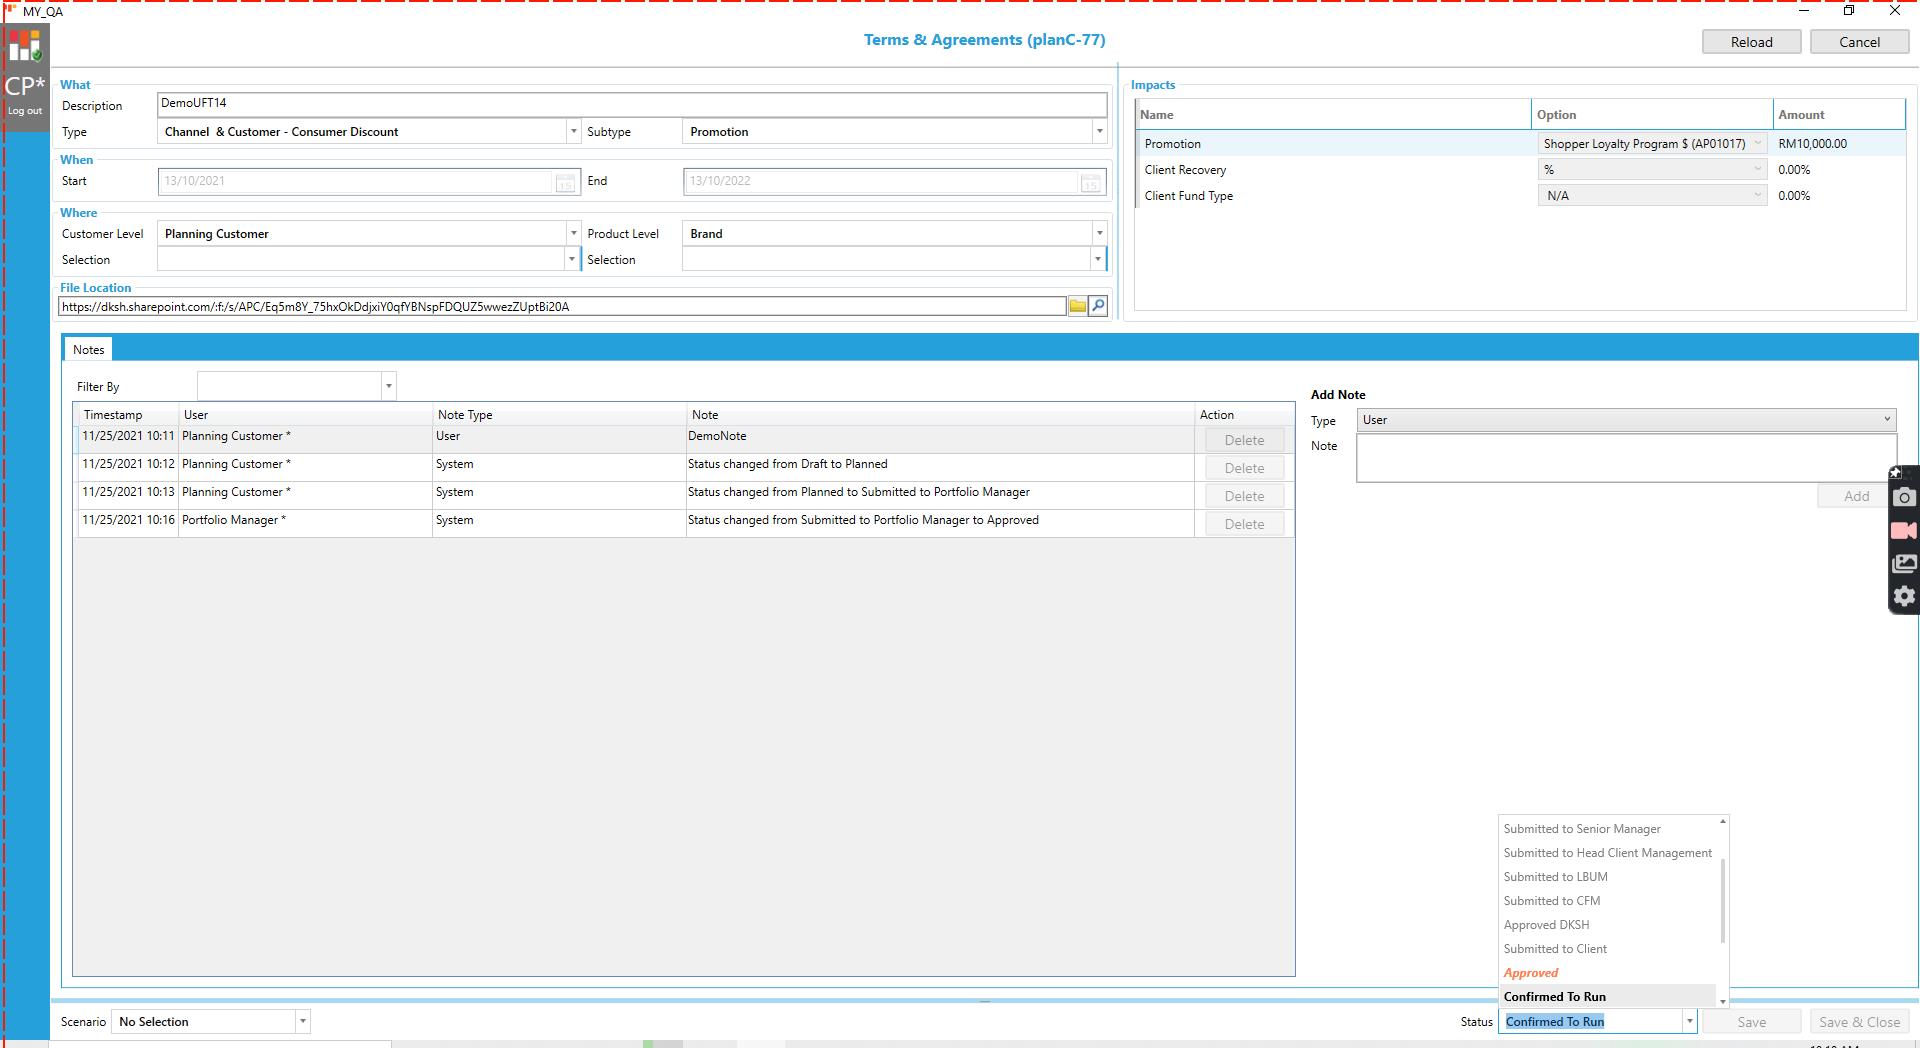 MY_QA
CP*
Log out
Terms & Agreements (planC-77)
Reload
Cancel
What
Description
DemoUFT14
Type
Channel & Customer - Consumer Discount
Subtype
Promotion
When
Start
13/10/2021
15
End
13/10/2022
15
Where
Customer Level
Planning Customer
Product Level
Brand
Selection
Selection
File Location
https://dksh.sharepoint.com/:f:/s/APC/Eq5m8Y_75hxOkDdjxiY0qfYBNspFDQUZ5wwezZUptBi20A
Impacts
Name Option Amount
Promotion Shopper Loyalty Program $ (AP01017) RM10,000.00
Client Recovery % 0.00%
Client Fund Type N/A 0.00%
Notes
Filter By
Timestamp User Note Type Note Action
11/25/2021 10:11 Planning Customer * User DemoNote Delete
11/25/2021 10:12 Planning Customer * System Status changed from Draft to Planned Delete
11/25/2021 10:13 Planning Customer * System Status changed from Planned to Submitted to Portfolio Manager Delete
11/25/2021 10:16 Portfolio Manager * System Status changed from Submitted to Portfolio Manager to Approved Delete
Add Note
Type User
Note
Add
Submitted to Senior Manager
Submitted to Head Client Management
Submitted to LBUM
Submitted to CFM
Approved DKSH
Submitted to Client
Approved
Confirmed To Run
Scenario No Selection
Status Confirmed To Run
Save
Save & Close